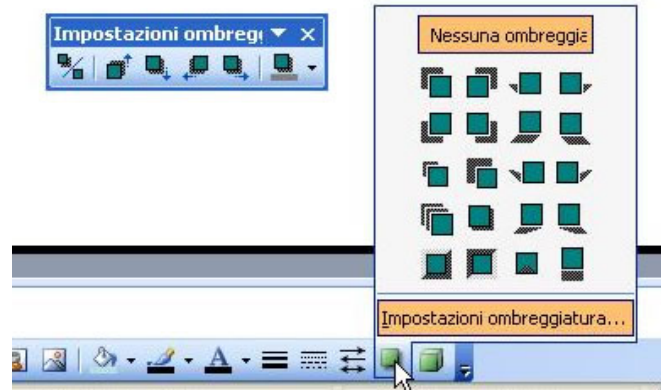 Impostazioni ombreg
Nessuna ombreggia
Impostazioni ombreggiatura...
A